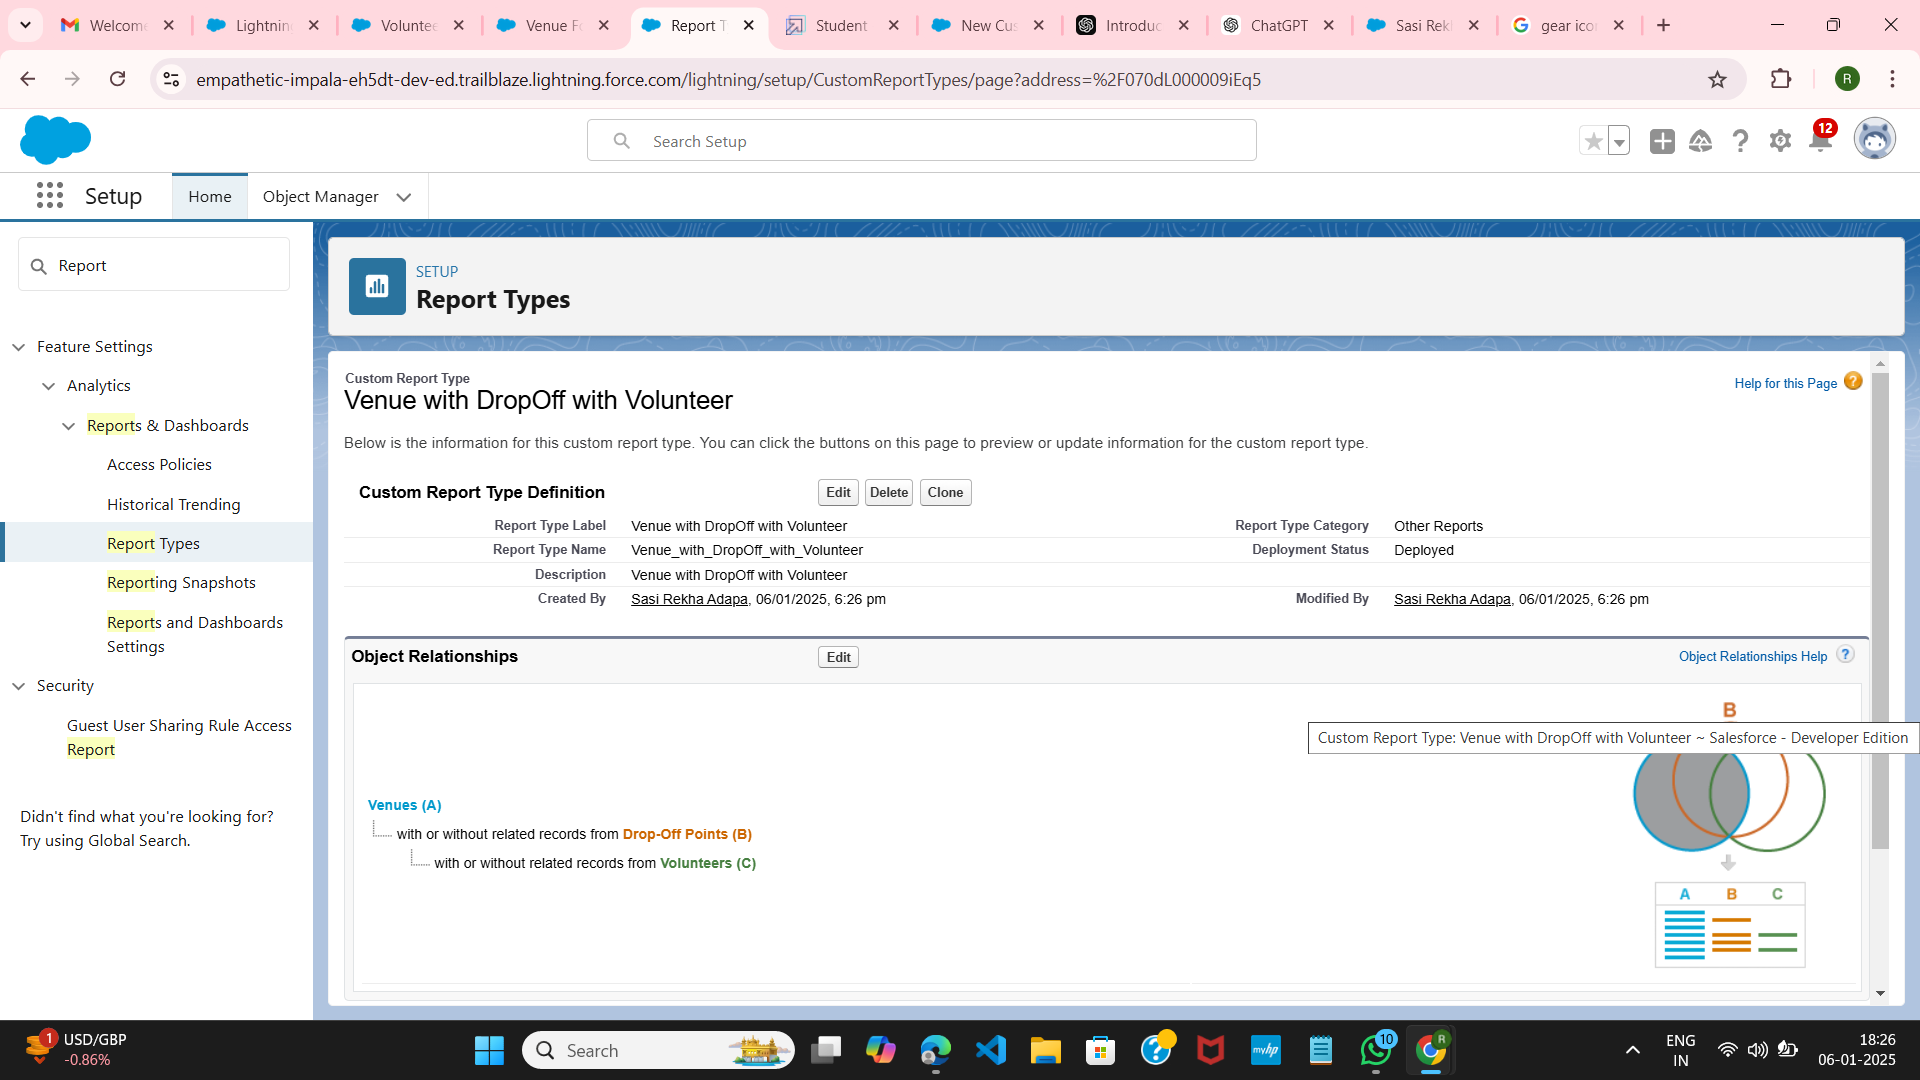 Welcome
Lightnin
Voluntee
Venue Fo
Report T
Student
New Cus
Introduc
ChatGPT
Sasi Rek
gear ico
empathetic-impala-eh5dt-dev-ed.trailblaze.lightning.force.com/lightning/setup/CustomReportTypes/page?address=%2F070dL000009iEq5
R
Search Setup
12
Setup
Home
Object Manager
Report
Feature Settings
Analytics
Reports & Dashboards
Access Policies
Historical Trending
Report Types
Reporting Snapshots
Reports and Dashboards
Settings
Security
Guest User Sharing Rule Access
Report
Didn't find what you're looking for?
Try using Global Search.
SETUP
Report Types
Custom Report Type
Venue with DropOff with Volunteer
Help for this Page
Below is the information for this custom report type. You can click the buttons on this page to preview or update information for the custom report type.
Custom Report Type Definition
Edit
Delete
Clone
Report Type Label Venue with DropOff with Volunteer Report Type Category Other Reports
Report Type Name Venue_with_DropOff_with_Volunteer Deployment Status Deployed
Description Venue with DropOff with Volunteer
Created By Sasi Rekha Adapa, 06/01/2025, 6:26 pm Modified By Sasi Rekha Adapa, 06/01/2025, 6:26 pm
Object Relationships
Edit
Object Relationships Help ?
B
Custom Report Type: Venue with DropOff with Volunteer ~ Salesforce - Developer Edition
Venues (A)
with or without related records from Drop-Off Points (B)
with or without related records from Volunteers (C)
A B C
1
USD/GBP
-0.86%
Search
myhp
10
R
ENG
IN
18:26
06-01-2025